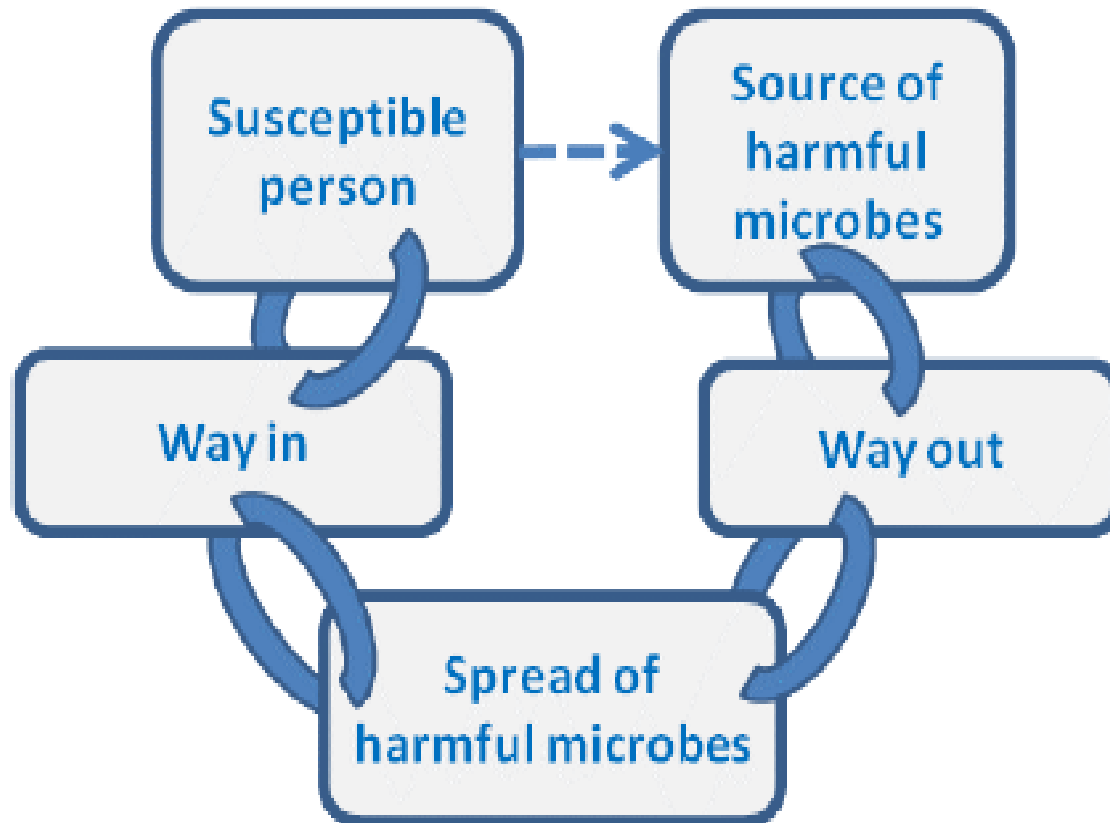 Susceptible
person
Source of
harmful
microbes
Way in
Way out
Spread of
harmful microbes